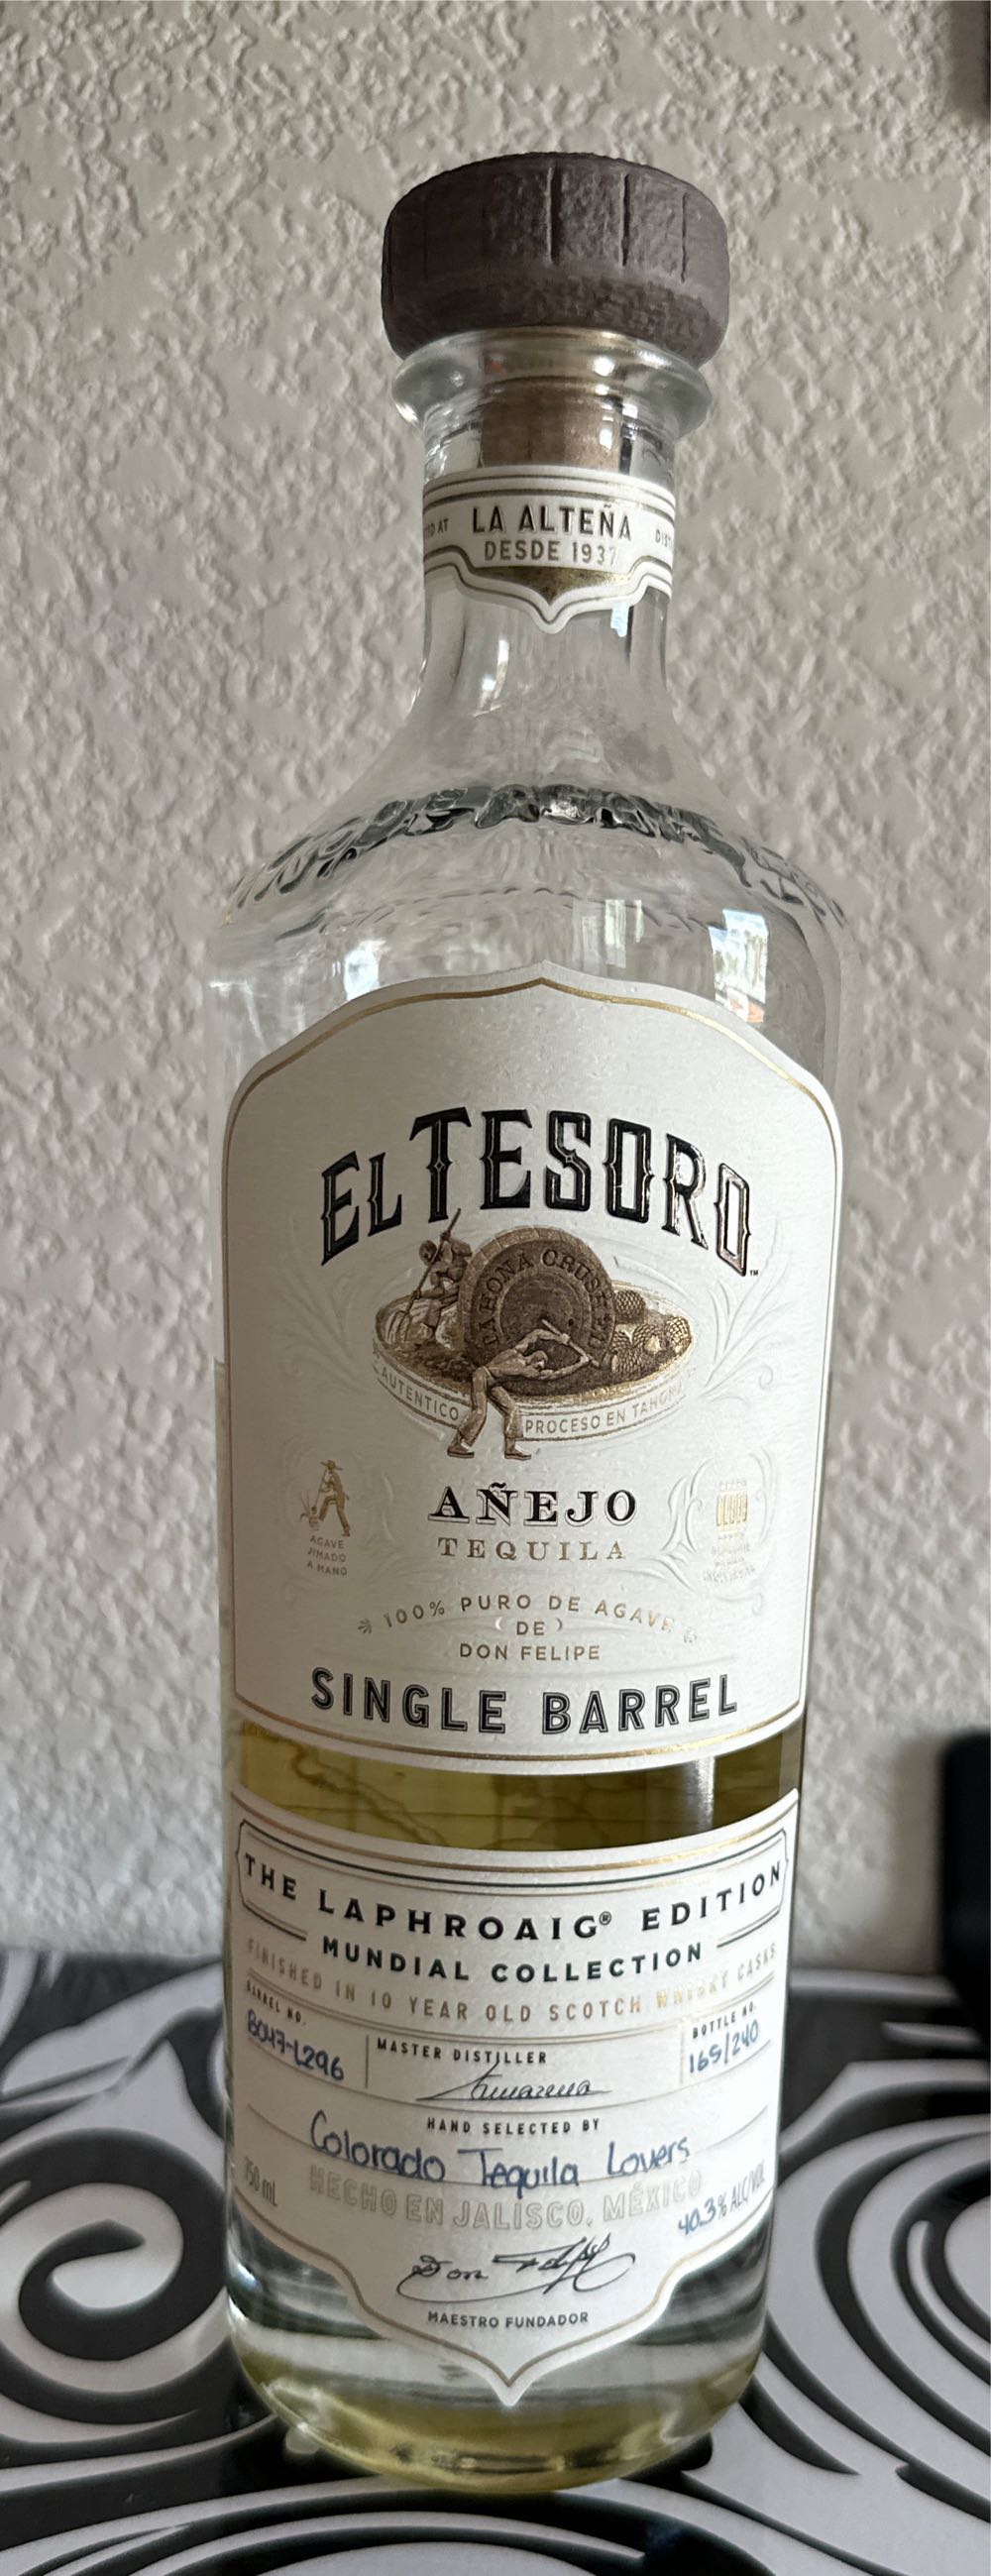 LA ALTEÑA
DESDE 1937
EL TESORO™
TAHONA CRUSHED
AUTENTICO PROCESO EN TAHONA
AGAVE
JIMADO
A MANO
AÑEJO
TEQUILA
100% PURO DE AGAVE
DE
DON FELIPE
SINGLE BARREL
THE LAPHROAIG® EDITION
MUNDIAL COLLECTION
FINISHED IN 10 YEAR OLD SCOTCH WHISKY CASKS
BARREL NO.
8047-L296
MASTER DISTILLER
BOTTLE NO.
165/240
HAND SELECTED BY
Colorado Tequila Lovers
750 mL
HECHO EN JALISCO, MÉXICO
40.3% ALC/VOL
Don Felipe
MAESTRO FUNDADOR